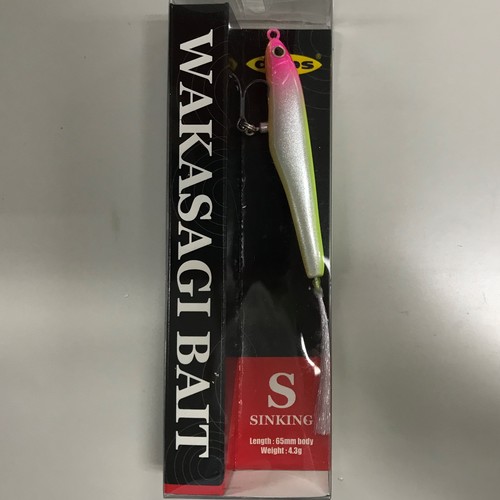 WAKASAGI BAIT
S
SINKING
Length : 65mm body
Weight : 4.3g